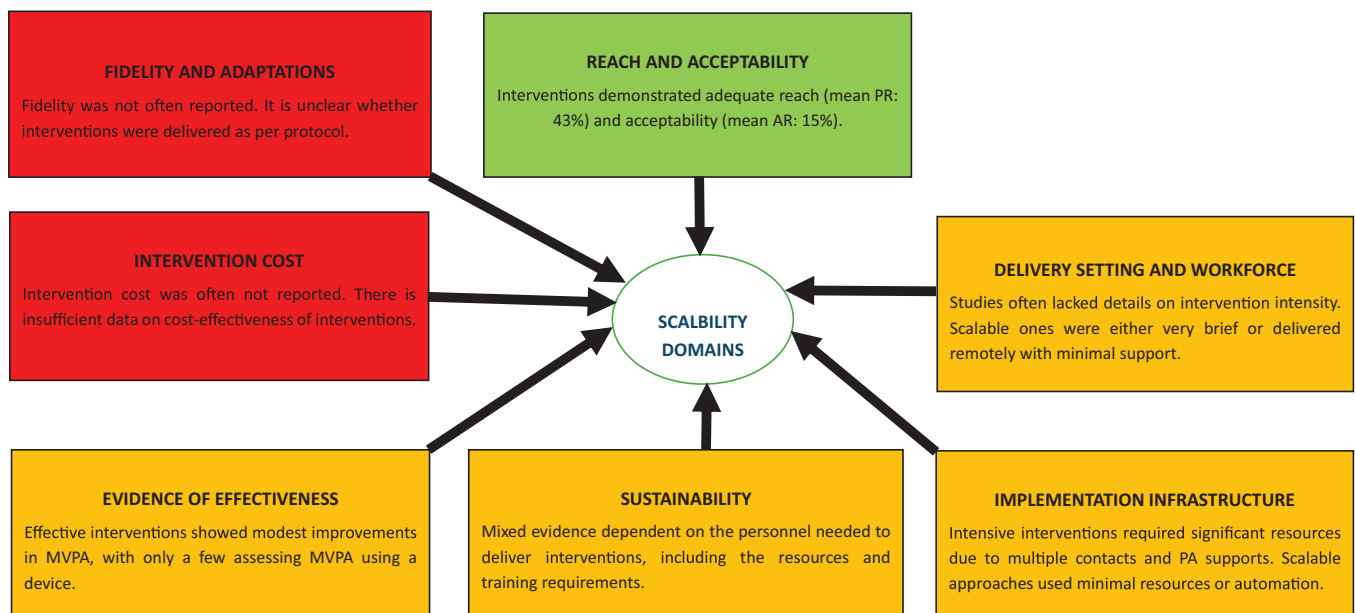 FIDELITY AND ADAPTATIONS
Fidelity was not often reported. It is unclear whether
interventions were delivered as per protocol.
REACH AND ACCEPTABILITY
Interventions demonstrated adequate reach (mean PR:
43%) and acceptability (mean AR: 15%).
INTERVENTION COST
Intervention cost was often not reported. There is
insufficient data on cost-effectiveness of interventions.
SCALBILITY
DOMAINS
DELIVERY SETTING AND WORKFORCE
Studies often lacked details on intervention intensity.
Scalable ones were either very brief or delivered
remotely with minimal support.
EVIDENCE OF EFFECTIVENESS
Effective interventions showed modest improvements
in MVPA, with only a few assessing MVPA using a
device.
SUSTAINABILITY
Mixed evidence dependent on the personnel needed to
deliver interventions, including the resources and
training requirements.
IMPLEMENTATION INFRASTRUCTURE
Intensive interventions required significant resources
due to multiple contacts and PA supports. Scalable
approaches used minimal resources or automation.